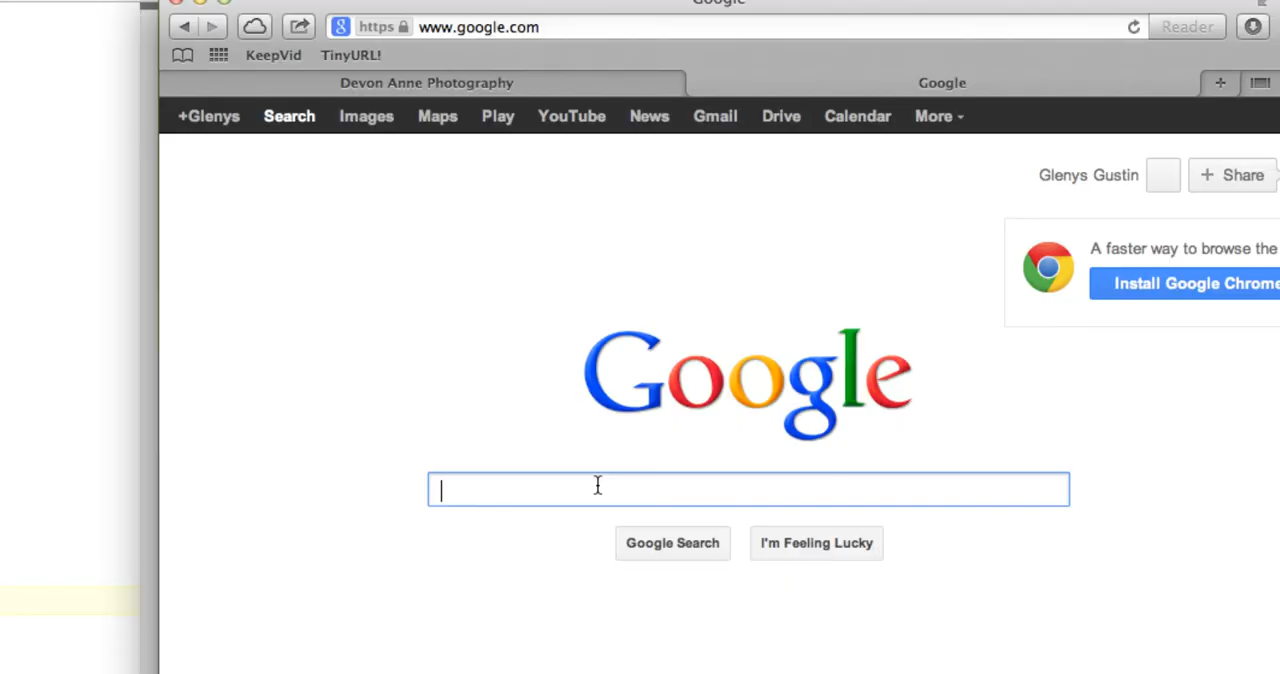 Google
https www.google.com Reader
KeepVid TinyURL!
Devon Anne Photography Google
+Glenys Search Images Maps Play YouTube News Gmail Drive Calendar More
Glenys Gustin + Share
A faster way to browse the
Install Google Chrome
Google
Google Search I'm Feeling Lucky